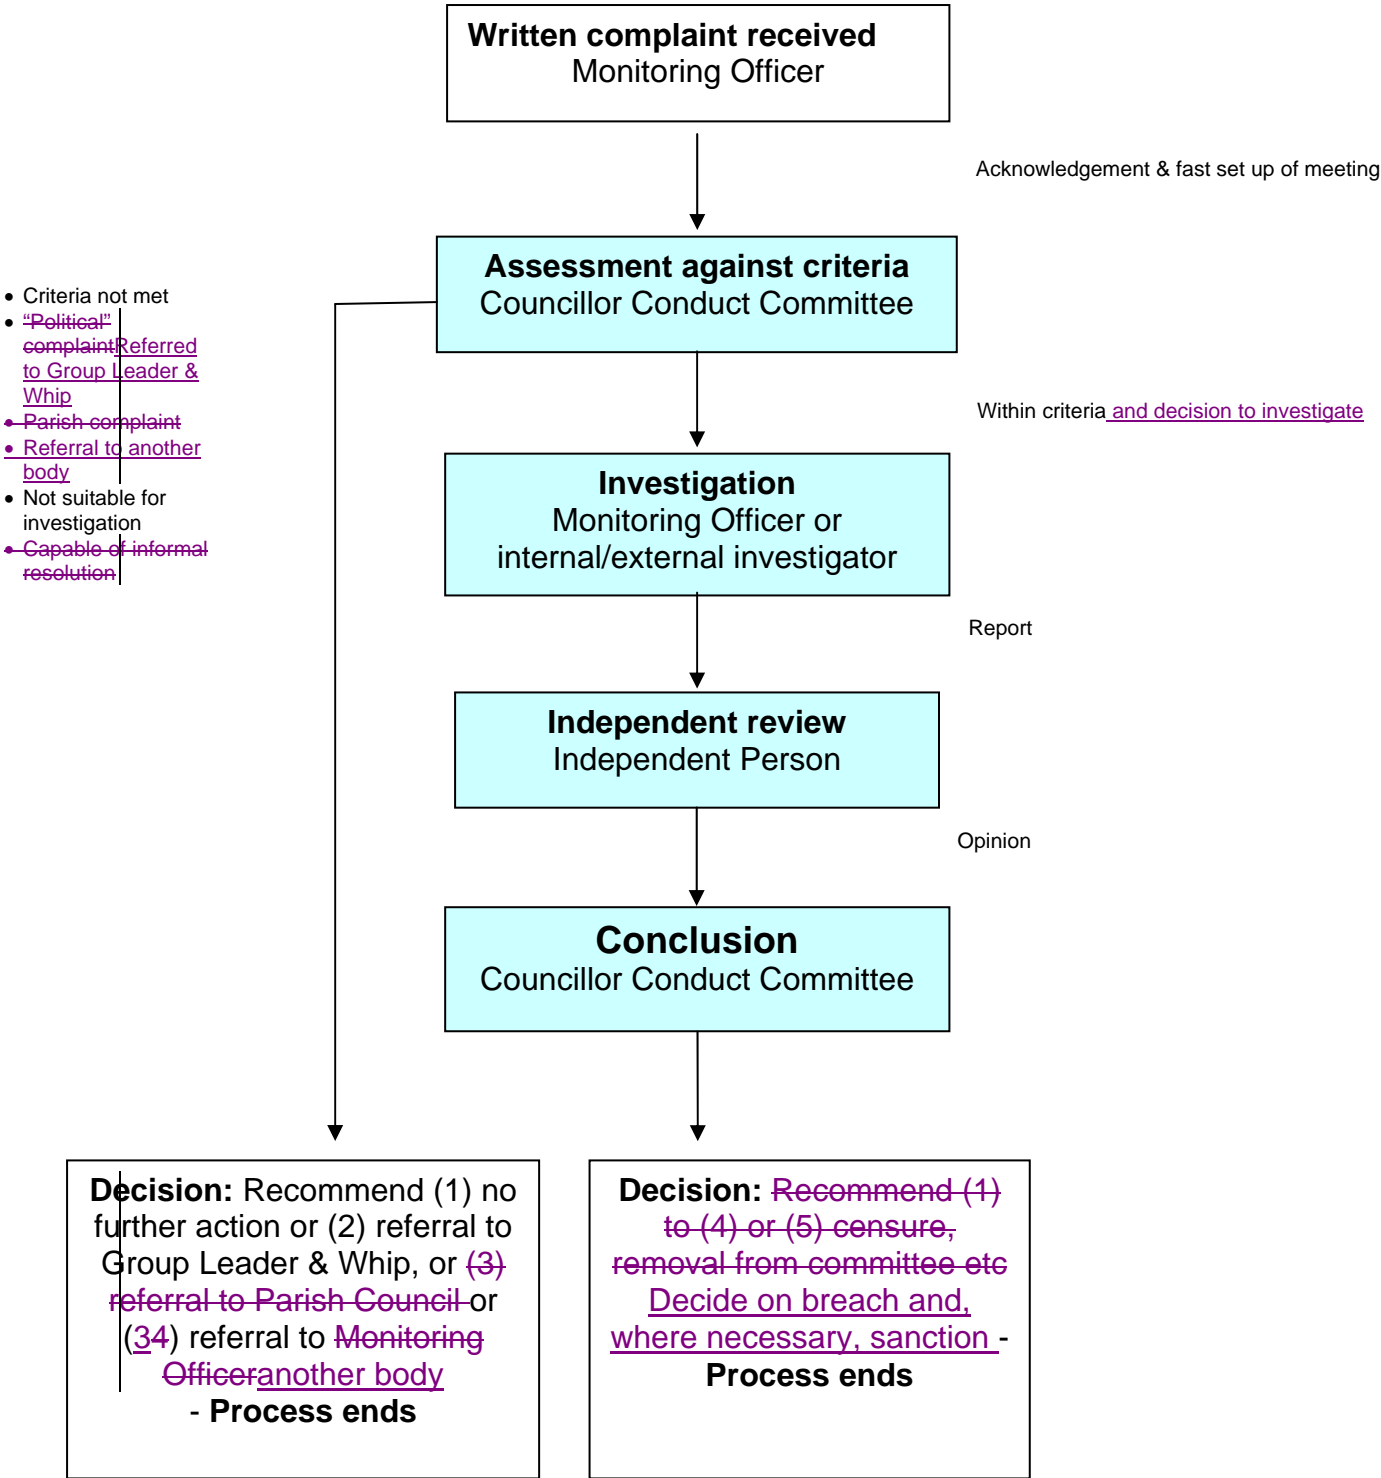 Written complaint received
Monitoring Officer
Acknowledgement & fast set up of meeting
Assessment against criteria
Councillor Conduct Committee
• Criteria not met
• “Political”
complaintReferred
to Group Leader &
Whip
• Parish complaint
• Referral to another
body
• Not suitable for
investigation
• Capable of informal
resolution
Within criteria and decision to investigate
Investigation
Monitoring Officer or
internal/external investigator
Report
Independent review
Independent Person
Opinion
Conclusion
Councillor Conduct Committee
Decision: Recommend (1) no
further action or (2) referral to
Group Leader & Whip, or (3)
referral to Parish Council or
(34) referral to Monitoring
Officeranother body
- Process ends
Decision: Recommend (1)
to (4) or (5) censure,
removal from committee etc
Decide on breach and,
where necessary, sanction -
Process ends